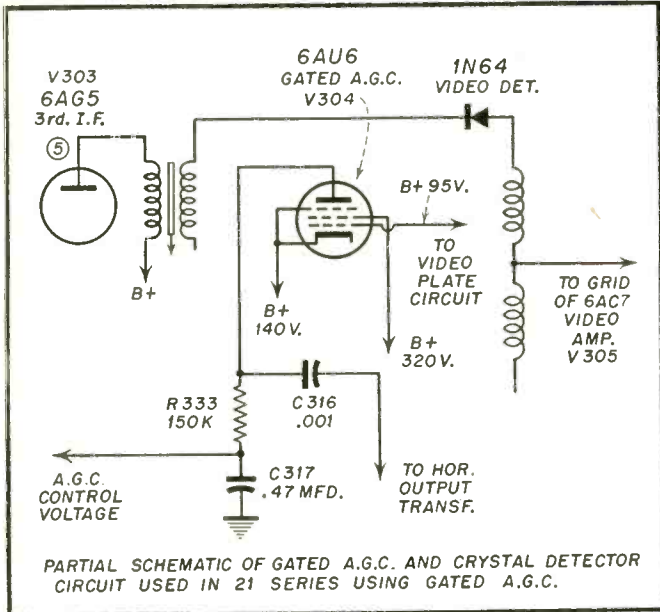 V303
6AG5
3rd. I.F.
5
B+
6AU6
GATED A.G.C.
V304
1N64
VIDEO DET.
B+ 95V.
TO
VIDEO
PLATE
CIRCUIT
TO GRID
OF 6AC7
VIDEO
AMP.
V305
B+
140V.
B+
320V.
R333
150K
C316
.001
A.G.C.
CONTROL
VOLTAGE
C317
.47 MFD.
TO HOR.
OUTPUT
TRANSF.
PARTIAL SCHEMATIC OF GATED A.G.C. AND CRYSTAL DETECTOR
CIRCUIT USED IN 21 SERIES USING GATED A.G.C.